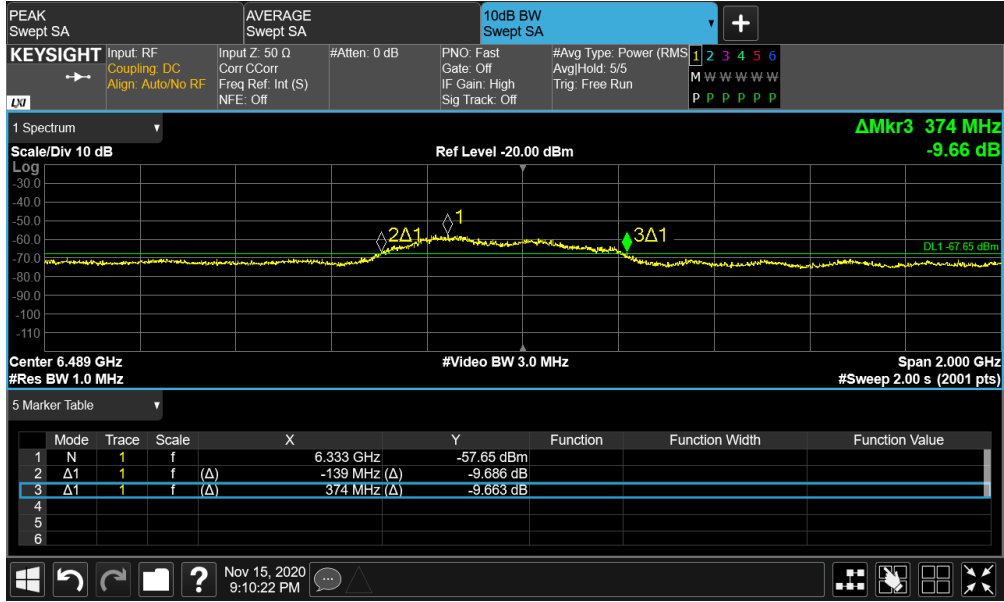 PEAK
Swept SA
AVERAGE
Swept SA
10dB BW
Swept SA
▼
+
KEYSIGHT
LXI
Input: RF
Coupling: DC
Align: Auto/No RF
Input Z: 50 Ω
Corr CCorr
Freq Ref: Int (S)
NFE: Off
#Atten: 0 dB
PNO: Fast
Gate: Off
IF Gain: High
Sig Track: Off
#Avg Type: Power (RMS
Avg|Hold: 5/5
Trig: Free Run
1 2 3 4 5 6
M W W W W W
P P P P P P
1 Spectrum ▼
ΔMkr3 374 MHz
-9.66 dB
Scale/Div 10 dB
Ref Level -20.00 dBm
Log
-30.0
-40.0
-50.0
-60.0
-70.0
-80.0
-90.0
-100
-110
1
2Δ1
3Δ1
DL1 -67.65 dBm
Center 6.489 GHz
#Video BW 3.0 MHz
Span 2.000 GHz
#Res BW 1.0 MHz
#Sweep 2.00 s (2001 pts)
5 Marker Table ▼
Mode Trace Scale X Y Function Function Width Function Value
1 N 1 f 6.333 GHz -57.65 dBm
2 Δ1 1 f (Δ) -139 MHz (Δ) -9.686 dB
3 Δ1 1 f (Δ) 374 MHz (Δ) -9.663 dB
4
5
6
?
Nov 15, 2020
9:10:22 PM